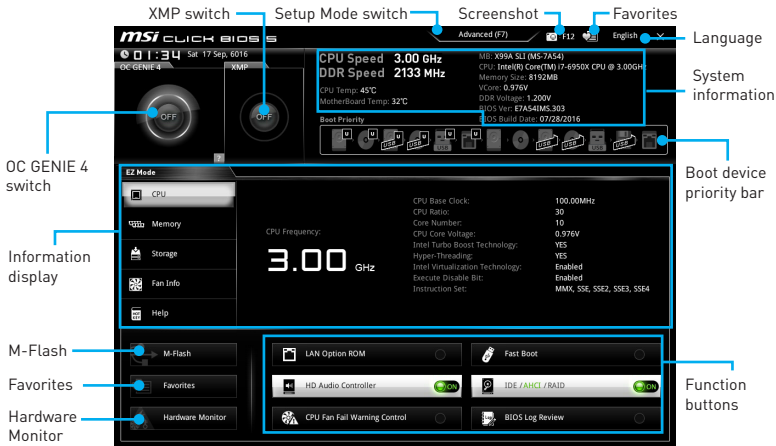 XMP switch
Setup Mode switch
Screenshot
Favorites
msi CLICK BIOS 5
Advanced (F7)
F12
English
X
Language
01:34 Sat 17 Sep, 6016
OC GENIE 4
XMP
OFF
OFF
?
CPU Speed 3.00 GHz
DDR Speed 2133 MHz
CPU Temp: 45°C
MotherBoard Temp: 32°C
MB: X99A SLI (MS-7A54)
CPU: Intel(R) Core(TM) i7-6950X CPU @ 3.00GHz
Memory Size: 8192MB
VCore: 0.976V
DDR Voltage: 1.200V
BIOS Ver: E7A54IMS.303
BIOS Build Date: 07/28/2016
System
information
Boot Priority
U
U
USB
USB
USB
U
U
USB
USB
USB
USB
OC GENIE 4
switch
Boot device
priority bar
EZ Mode
CPU
Memory
Storage
Fan Info
HOT
KEY
Help
CPU Frequency:
3.00 GHz
CPU Base Clock: 100.00MHz
CPU Ratio: 30
Core Number: 10
CPU Core Voltage: 0.976V
Intel Turbo Boost Technology: YES
Hyper-Threading: YES
Intel Virtualization Technology: Enabled
Execute Disable Bit: Enabled
Instruction Set: MMX, SSE, SSE2, SSE3, SSE4
Information
display
M-Flash
Favorites
Hardware
Monitor
M-Flash
Favorites
Hardware Monitor
LAN Option ROM
Fast Boot
HD Audio Controller ON
IDE / AHCI / RAID ON
CPU Fan Fail Warning Control
BIOS Log Review
Function
buttons